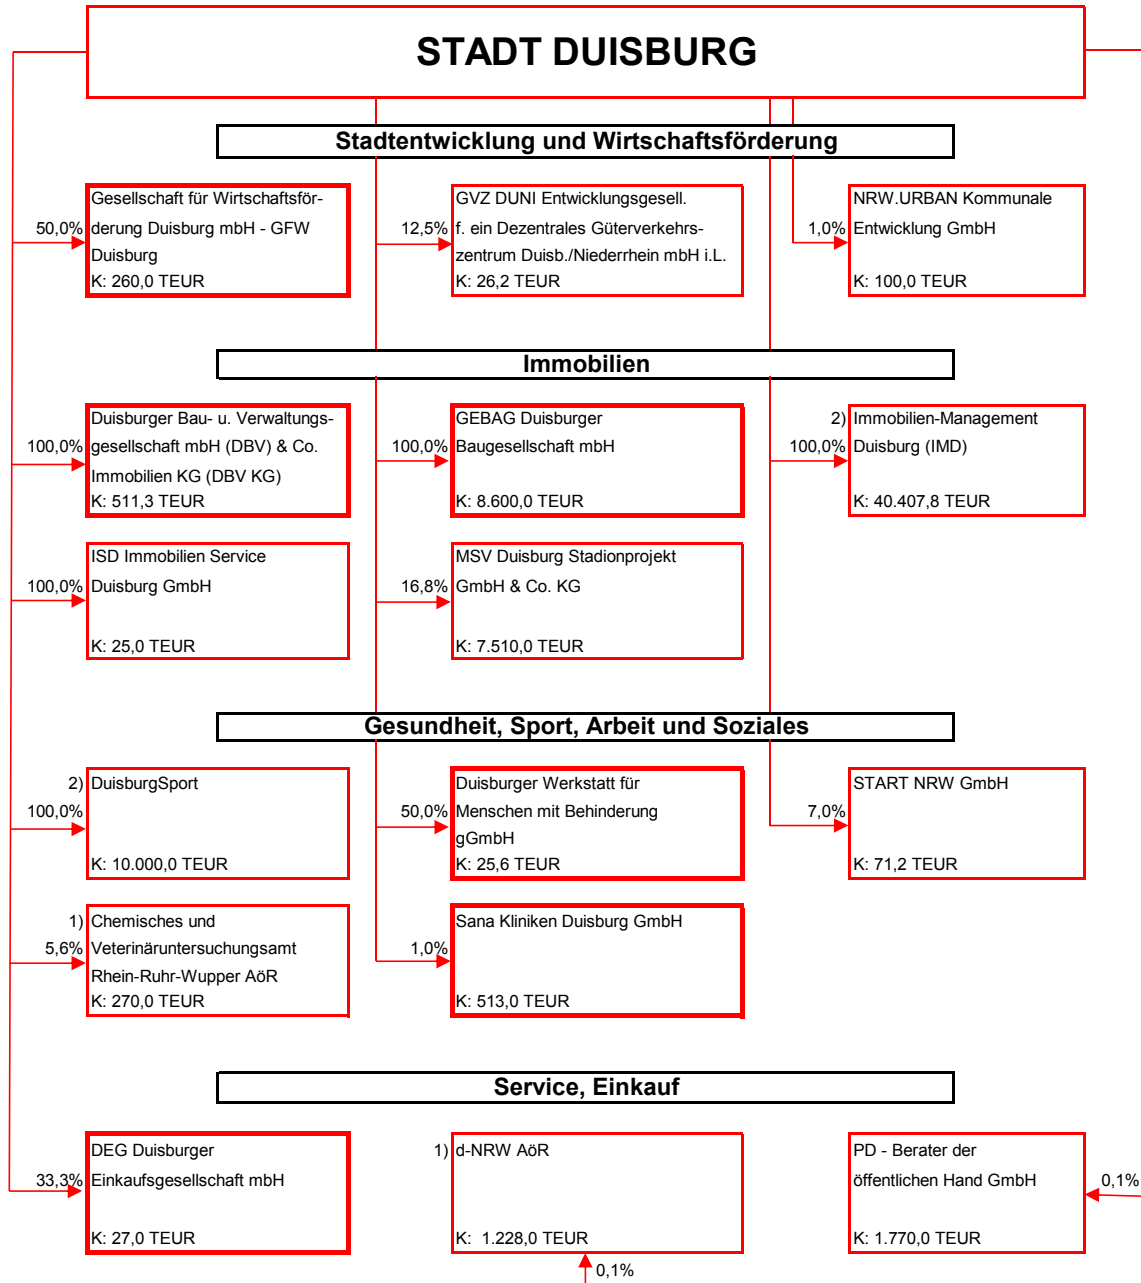 STADT DUISBURG
Stadtentwicklung und Wirtschaftsförderung
50,0%
Gesellschaft für Wirtschaftsför-
derung Duisburg mbH - GFW
Duisburg
K: 260,0 TEUR
12,5%
GVZ DUNI Entwicklungsgesell.
f. ein Dezentrales Güterverkehrs-
zentrum Duisb./Niederrhein mbH i.L.
K: 26,2 TEUR
1,0%
NRW.URBAN Kommunale
Entwicklung GmbH
K: 100,0 TEUR
Immobilien
100,0%
Duisburger Bau- u. Verwaltungs-
gesellschaft mbH (DBV) & Co.
Immobilien KG (DBV KG)
K: 511,3 TEUR
100,0%
GEBAG Duisburger
Baugesellschaft mbH
K: 8.600,0 TEUR
2)
100,0%
Immobilien-Management
Duisburg (IMD)
K: 40.407,8 TEUR
100,0%
ISD Immobilien Service
Duisburg GmbH
K: 25,0 TEUR
16,8%
MSV Duisburg Stadionprojekt
GmbH & Co. KG
K: 7.510,0 TEUR
Gesundheit, Sport, Arbeit und Soziales
2)
100,0%
DuisburgSport
K: 10.000,0 TEUR
50,0%
Duisburger Werkstatt für
Menschen mit Behinderung
gGmbH
K: 25,6 TEUR
7,0%
START NRW GmbH
K: 71,2 TEUR
1)
5,6%
Chemisches und
Veterinäruntersuchungsamt
Rhein-Ruhr-Wupper AöR
K: 270,0 TEUR
1,0%
Sana Kliniken Duisburg GmbH
K: 513,0 TEUR
Service, Einkauf
33,3%
DEG Duisburger
Einkaufsgesellschaft mbH
K: 27,0 TEUR
1)
d-NRW AöR
K: 1.228,0 TEUR
0,1%
PD - Berater der
öffentlichen Hand GmbH
K: 1.770,0 TEUR
0,1%